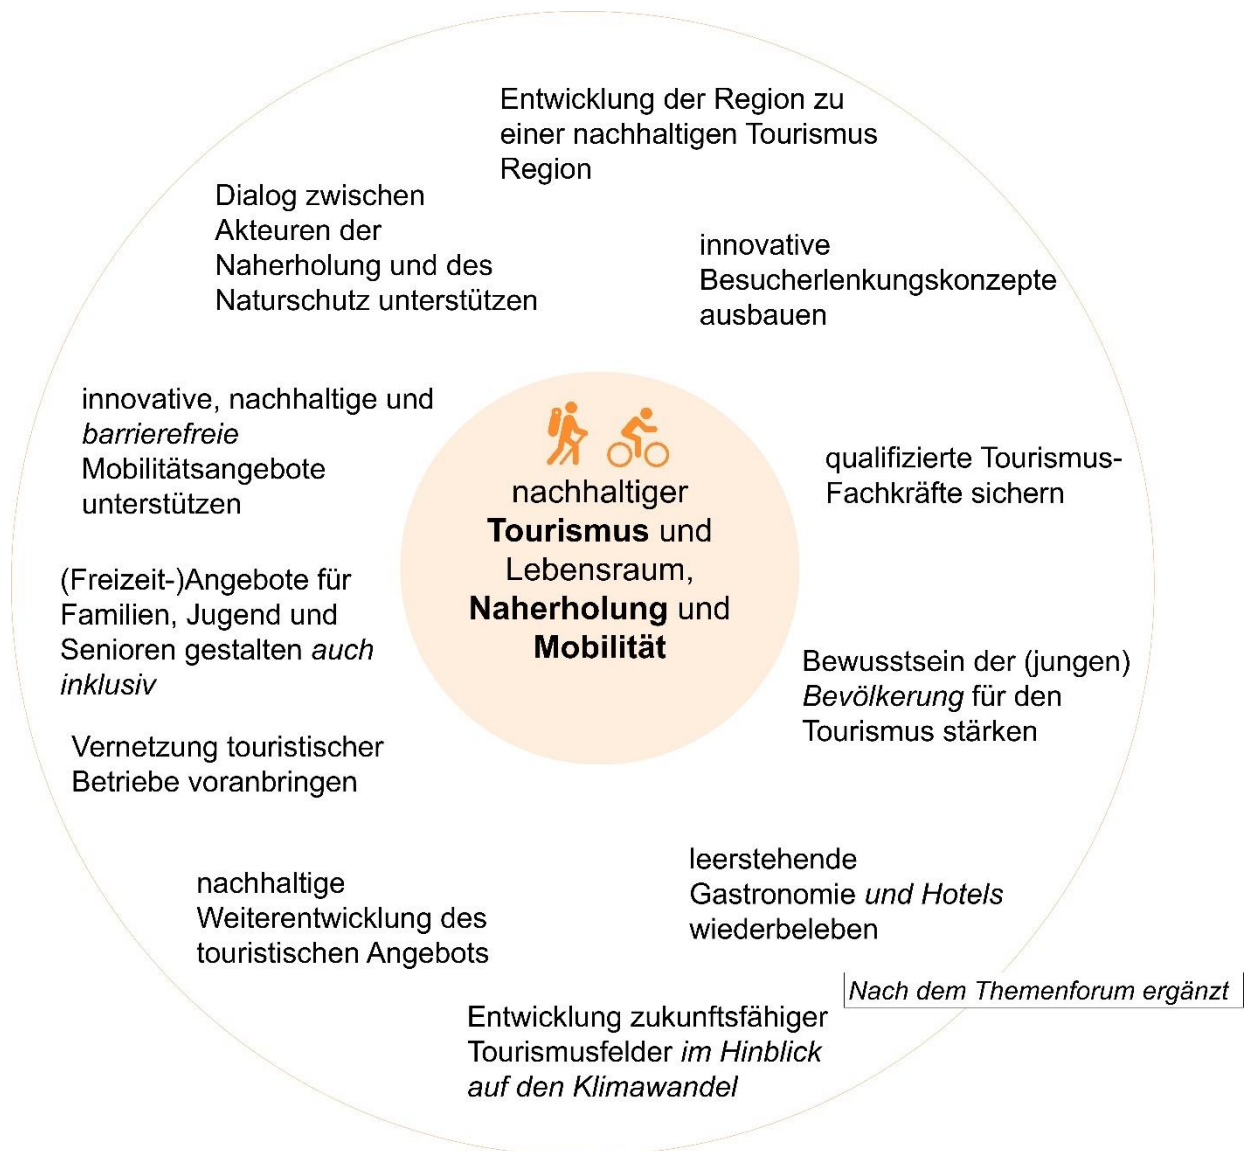 Entwicklung der Region zu
einer nachhaltigen Tourismus
Region
Dialog zwischen
Akteuren der
Naherholung und des
Naturschutz unterstützen
innovative
Besucherlenkungskonzepte
ausbauen
innovative, nachhaltige und
barrierefreie
Mobilitätsangebote
unterstützen
nachhaltiger
Tourismus und
Lebensraum,
Naherholung und
Mobilität
qualifizierte Tourismus-
Fachkräfte sichern
(Freizeit-)Angebote für
Familien, Jugend und
Senioren gestalten auch
inklusiv
Bewusstsein der (jungen)
Bevölkerung für den
Tourismus stärken
Vernetzung touristischer
Betriebe voranbringen
leerstehende
Gastronomie und Hotels
wiederbeleben
nachhaltige
Weiterentwicklung des
touristischen Angebots
Nach dem Themenforum ergänzt
Entwicklung zukunftsfähiger
Tourismusfelder im Hinblick
auf den Klimawandel